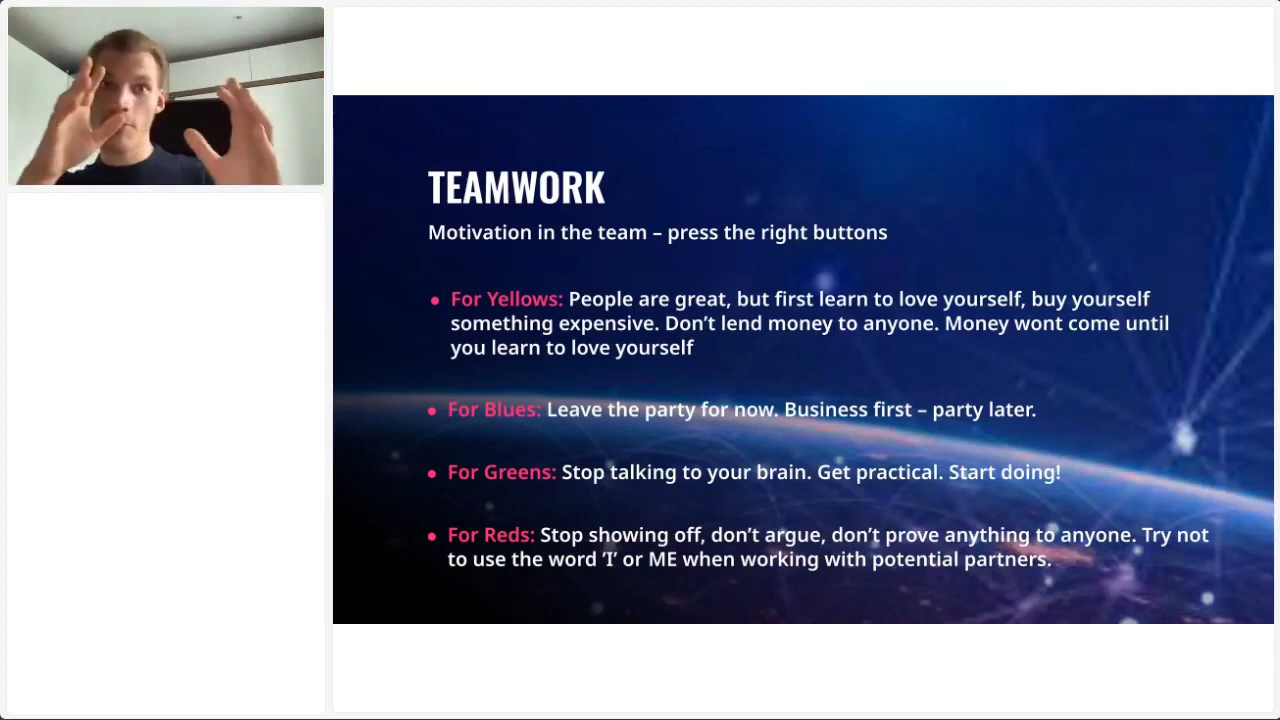 TEAMWORK
Motivation in the team – press the right buttons
• For Yellows: People are great, but first learn to love yourself, buy yourself
something expensive. Don’t lend money to anyone. Money wont come until
you learn to love yourself
• For Blues: Leave the party for now. Business first – party later.
• For Greens: Stop talking to your brain. Get practical. Start doing!
• For Reds: Stop showing off, don’t argue, don’t prove anything to anyone. Try not
to use the word ‘I’ or ME when working with potential partners.